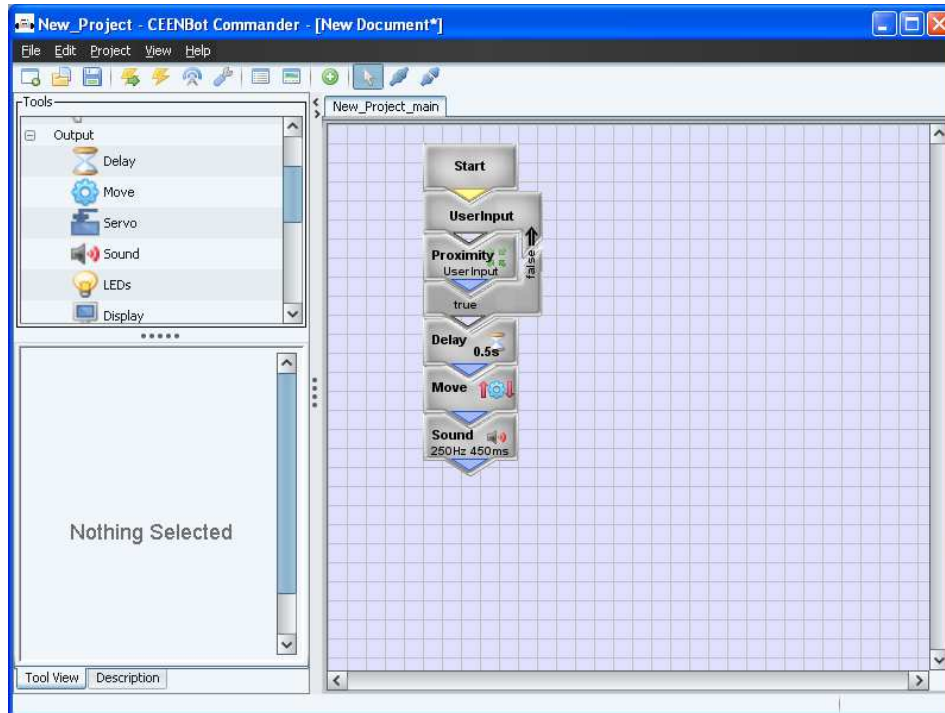 New_Project - CEENBot Commander - [New Document*]
File Edit Project View Help
Tools
Output
Delay
Move
Servo
Sound
LEDs
Display
Nothing Selected
Tool View Description
New_Project_main
Start
UserInput
Proximity
UserInput
false
true
Delay
0.5s
Move
Sound
250Hz 450ms